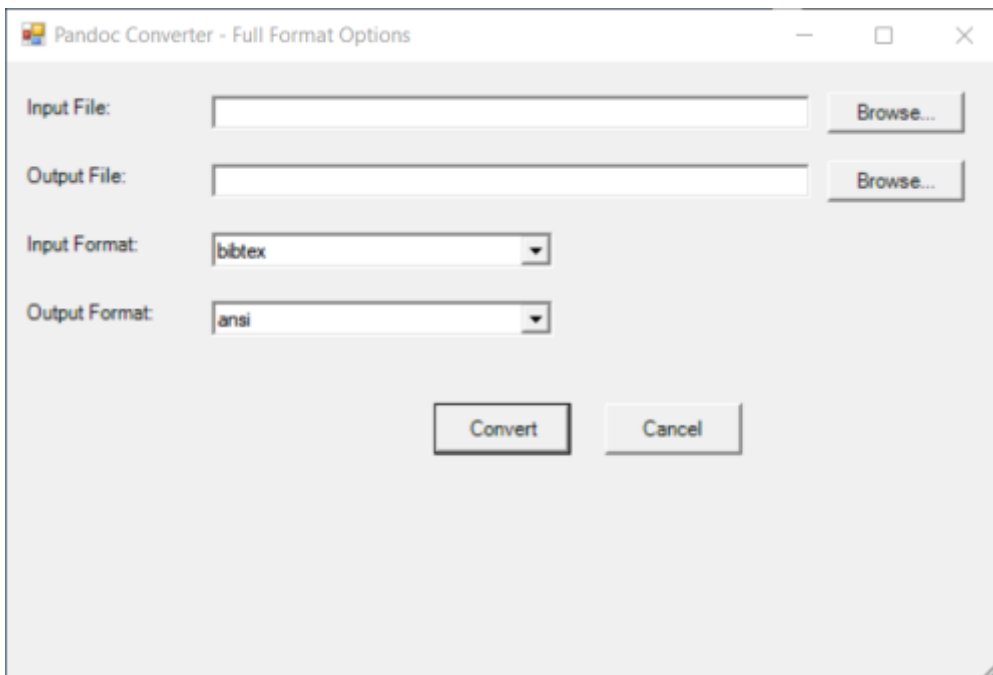 Pandoc Converter - Full Format Options
Input File:
Browse...
Output File:
Browse...
Input Format:
bibtex
Output Format:
ansi
Convert
Cancel